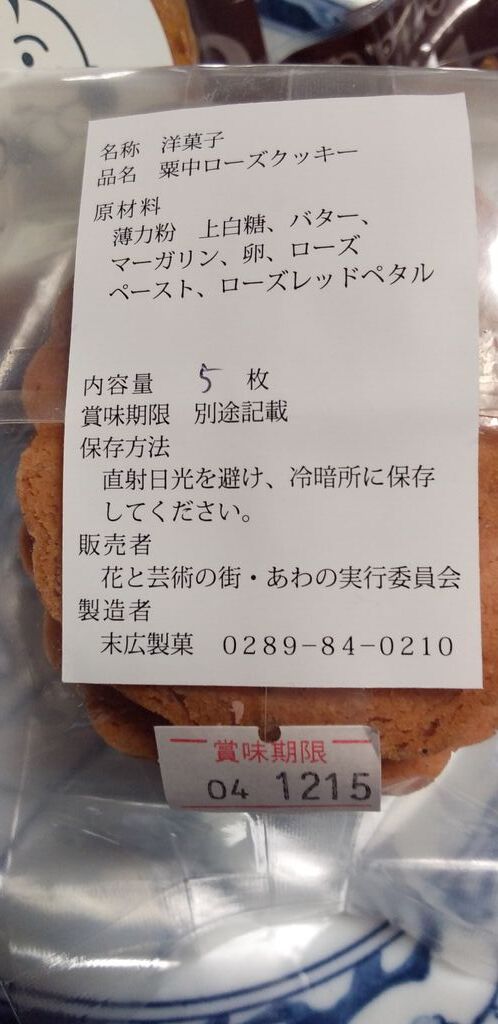 名称　洋菓子
品名　粟中ローズクッキー
原材料
薄力粉　上白糖、バター、
マーガリン、卵、ローズ
ペースト、ローズレッドペタル
内容量　5　枚
賞味期限　別途記載
保存方法
直射日光を避け、冷暗所に保存
してください。
販売者
花と芸術の街・あわの実行委員会
製造者
末広製菓　0289-84-0210
賞味期限
04 1215